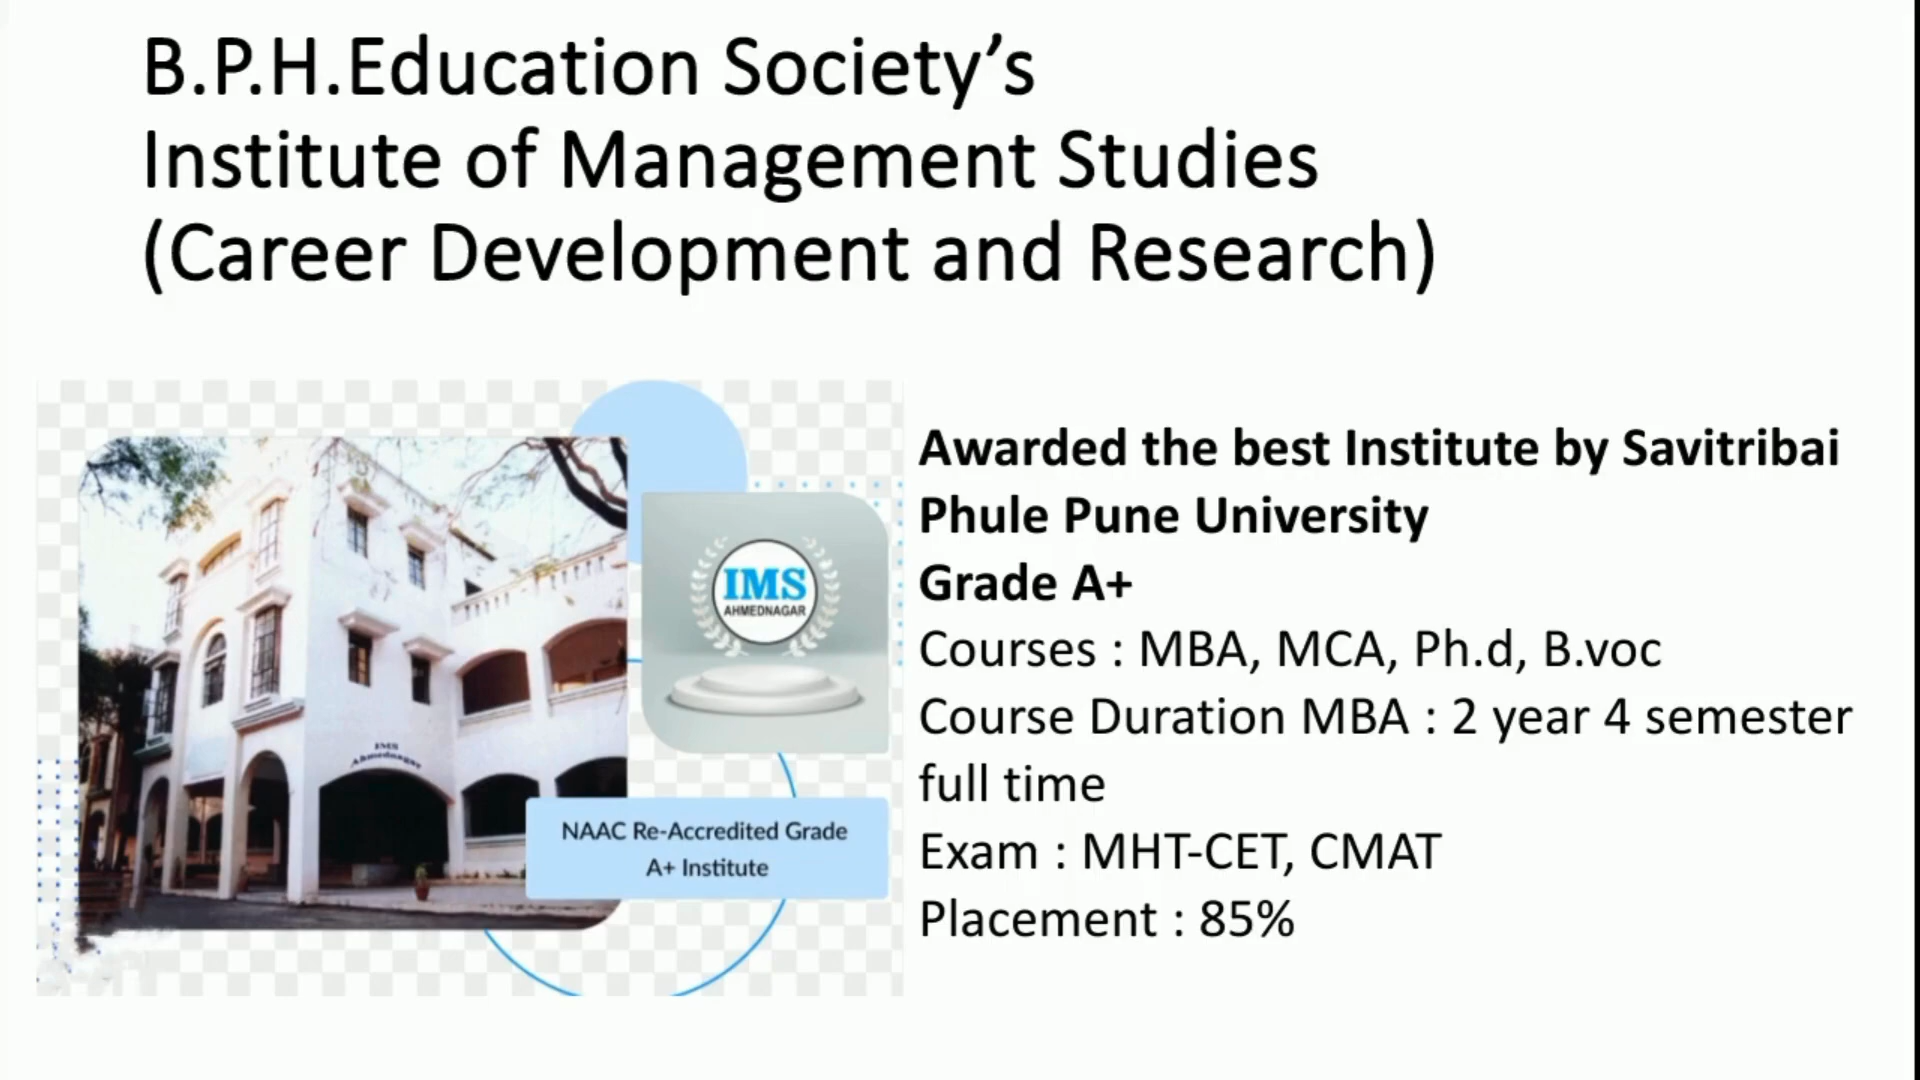 B.P.H.Education Society’s
Institute of Management Studies
(Career Development and Research)
Awarded the best Institute by Savitribai
Phule Pune University
Grade A+
Courses : MBA, MCA, Ph.d, B.voc
Course Duration MBA : 2 year 4 semester
full time
Exam : MHT-CET, CMAT
Placement : 85%
IMS
AHMEDNAGAR
IMS
Ahmednagar
NAAC Re-Accredited Grade
A+ Institute